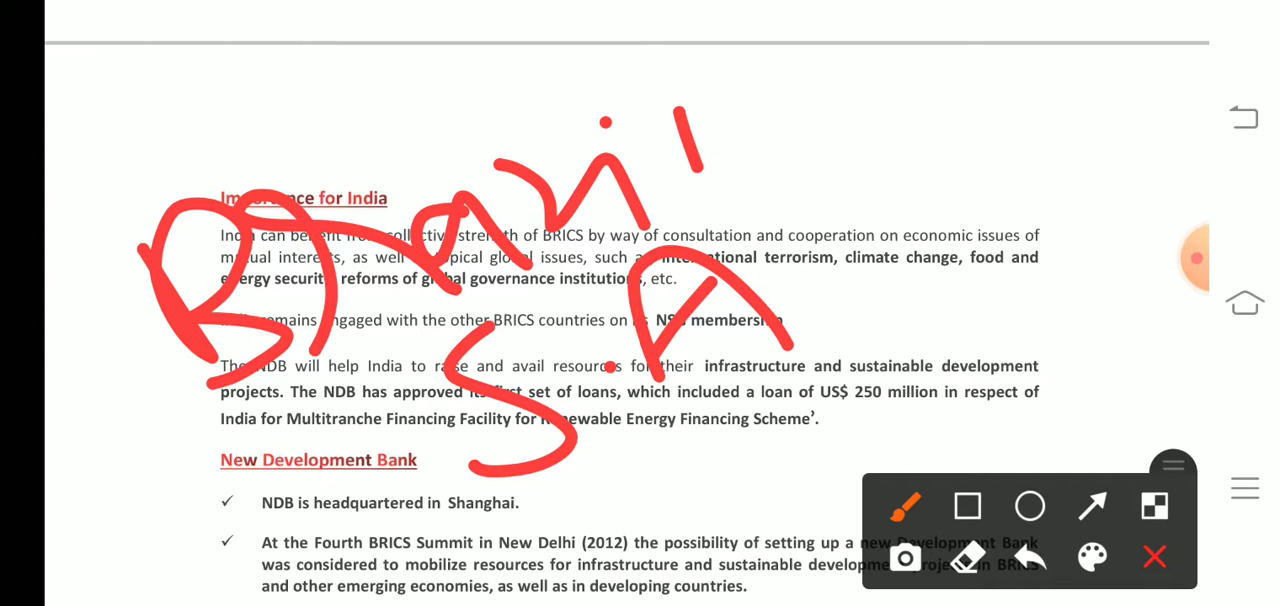 Importance for India
India can benefit from collective strength of BRICS by way of consultation and cooperation on economic issues of
mutual interests, as well as topical global issues, such as international terrorism, climate change, food and
energy security, reforms of global governance institutions, etc.
India remains engaged with the other BRICS countries on its NSG membership
The NDB will help India to raise and avail resources for their infrastructure and sustainable development
projects. The NDB has approved its first set of loans, which included a loan of US$ 250 million in respect of
India for Multitranche Financing Facility for Renewable Energy Financing Scheme'.
New Development Bank
✓ NDB is headquartered in Shanghai.
✓ At the Fourth BRICS Summit in New Delhi (2012) the possibility of setting up a new Development Bank
was considered to mobilize resources for infrastructure and sustainable development projects in BRICS
and other emerging economies, as well as in developing countries.
Brazil
S.A